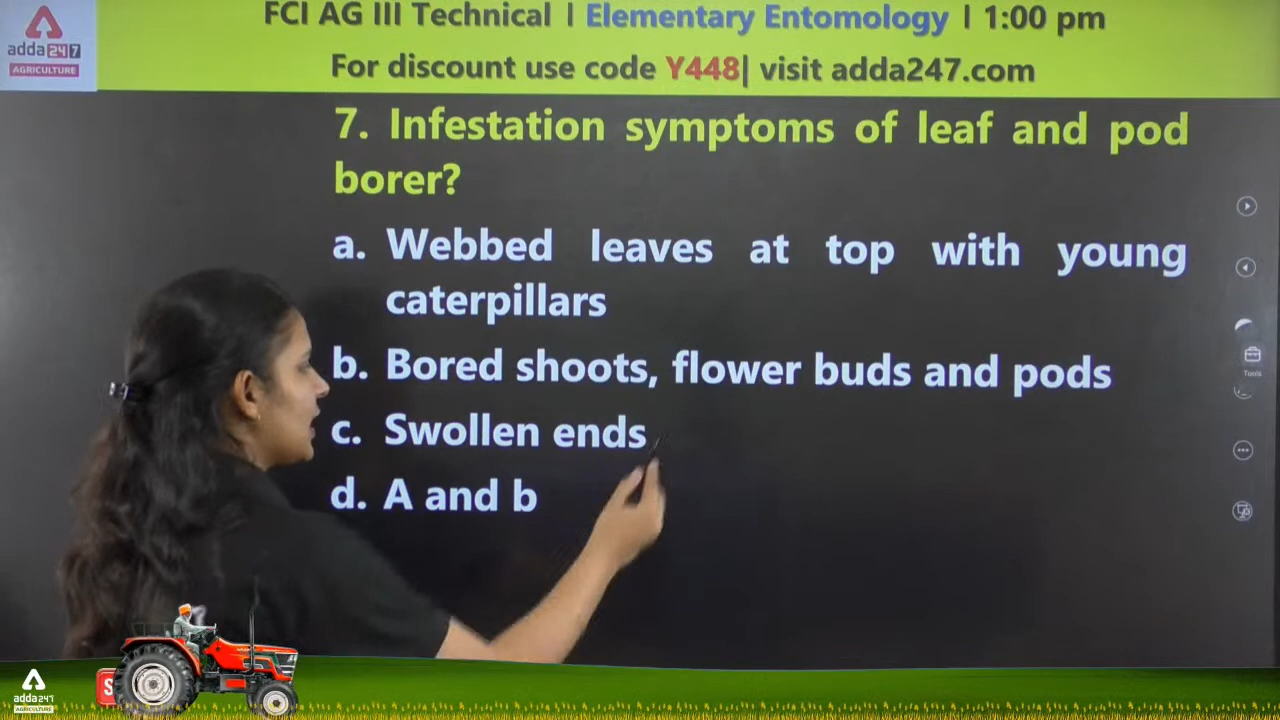 FCI AG III Technical I Elementary Entomology I 1:00 pm
For discount use code Y448| visit adda247.com
adda247
AGRICULTURE
7. Infestation symptoms of leaf and pod
borer?
a. Webbed leaves at top with young
caterpillars
b. Bored shoots, flower buds and pods
c. Swollen ends
d. A and b
Tools
S
adda247
AGRICULTURE